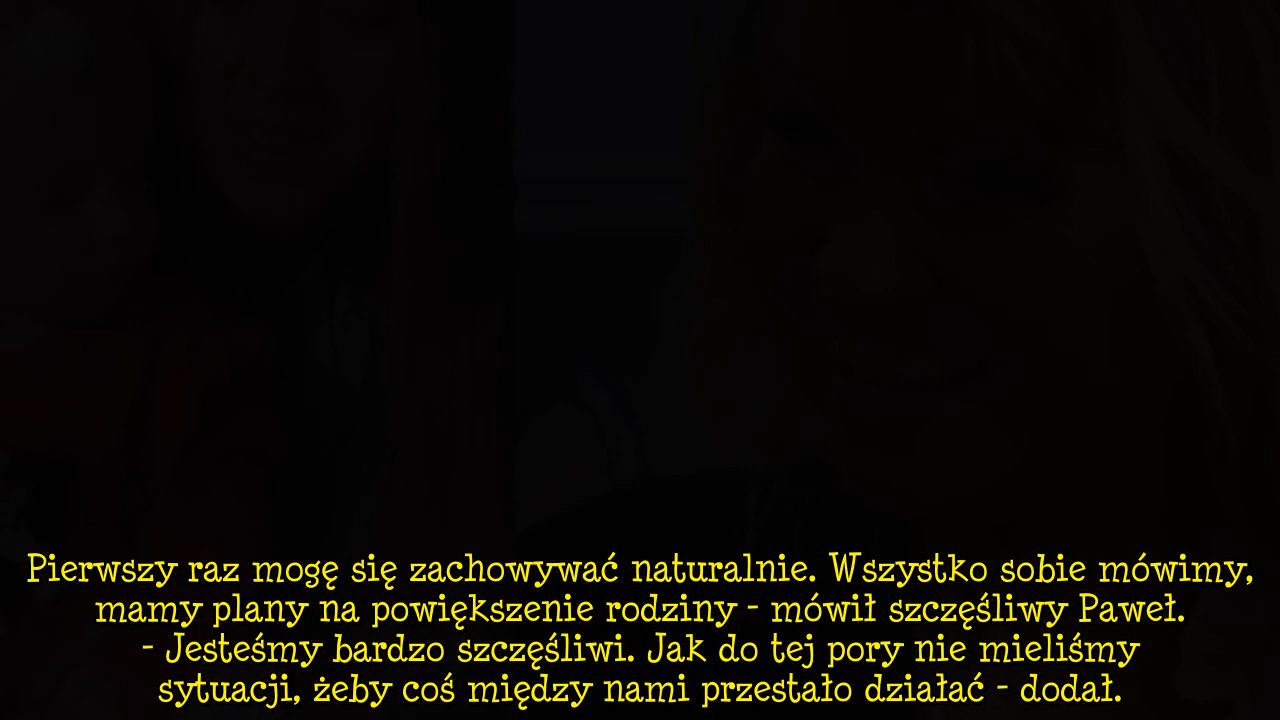 Pierwszy raz mogę się zachowywać naturalnie. Wszystko sobie mówimy,
mamy plany na powiększenie rodziny - mówił szczęśliwy Paweł.
- Jesteśmy bardzo szczęśliwi. Jak do tej pory nie mieliśmy
sytuacji, żeby coś między nami przestało działać - dodał.